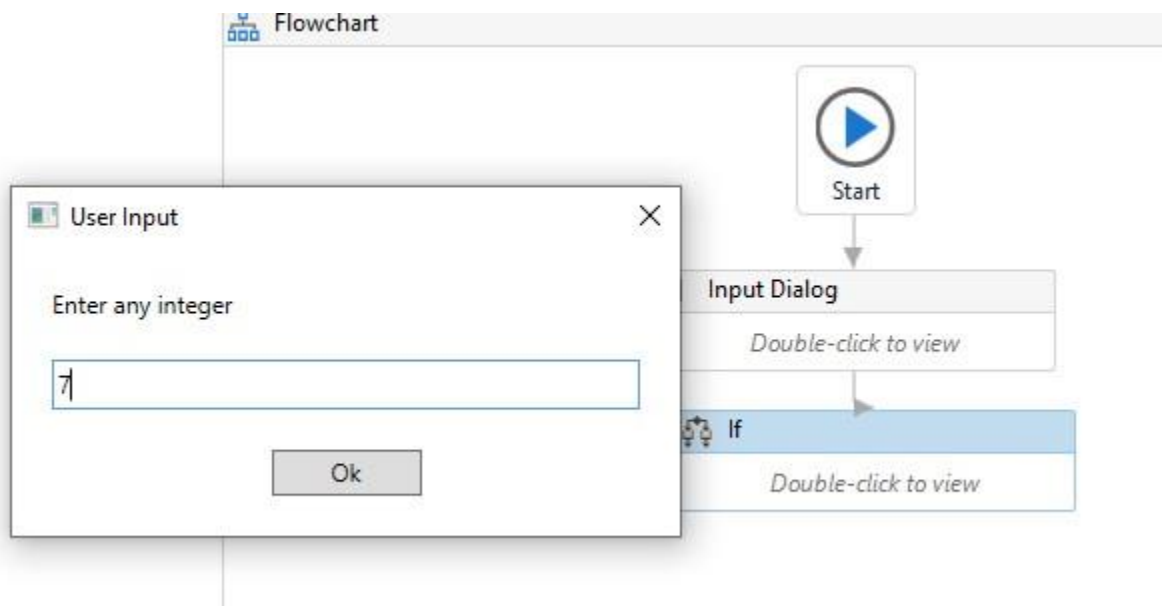 Flowchart
Start
User Input
Enter any integer
7
Ok
Input Dialog
Double-click to view
If
Double-click to view